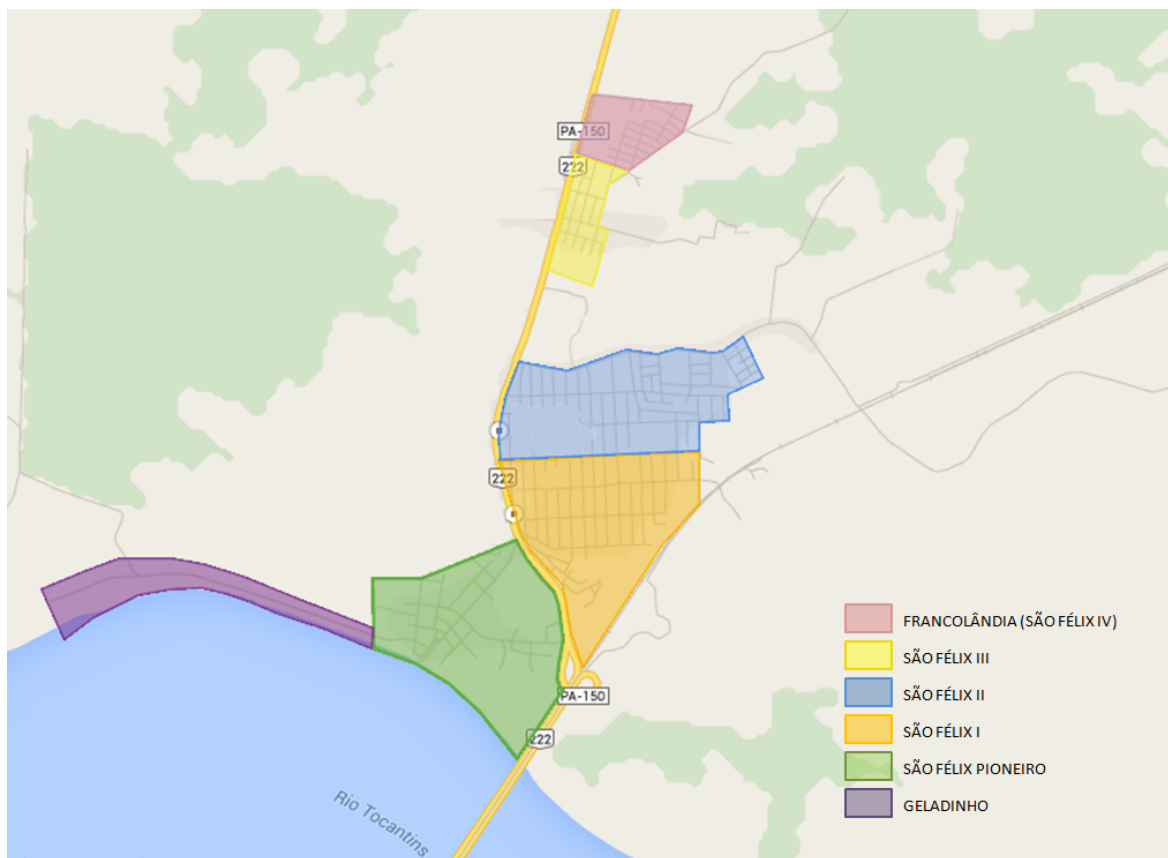 PA-150
222
222
PA-150
222
Rio Tocantins
FRANCOLÂNDIA (SÃO FÉLIX IV)
SÃO FÉLIX III
SÃO FÉLIX II
SÃO FÉLIX I
SÃO FÉLIX PIONEIRO
GELADINHO